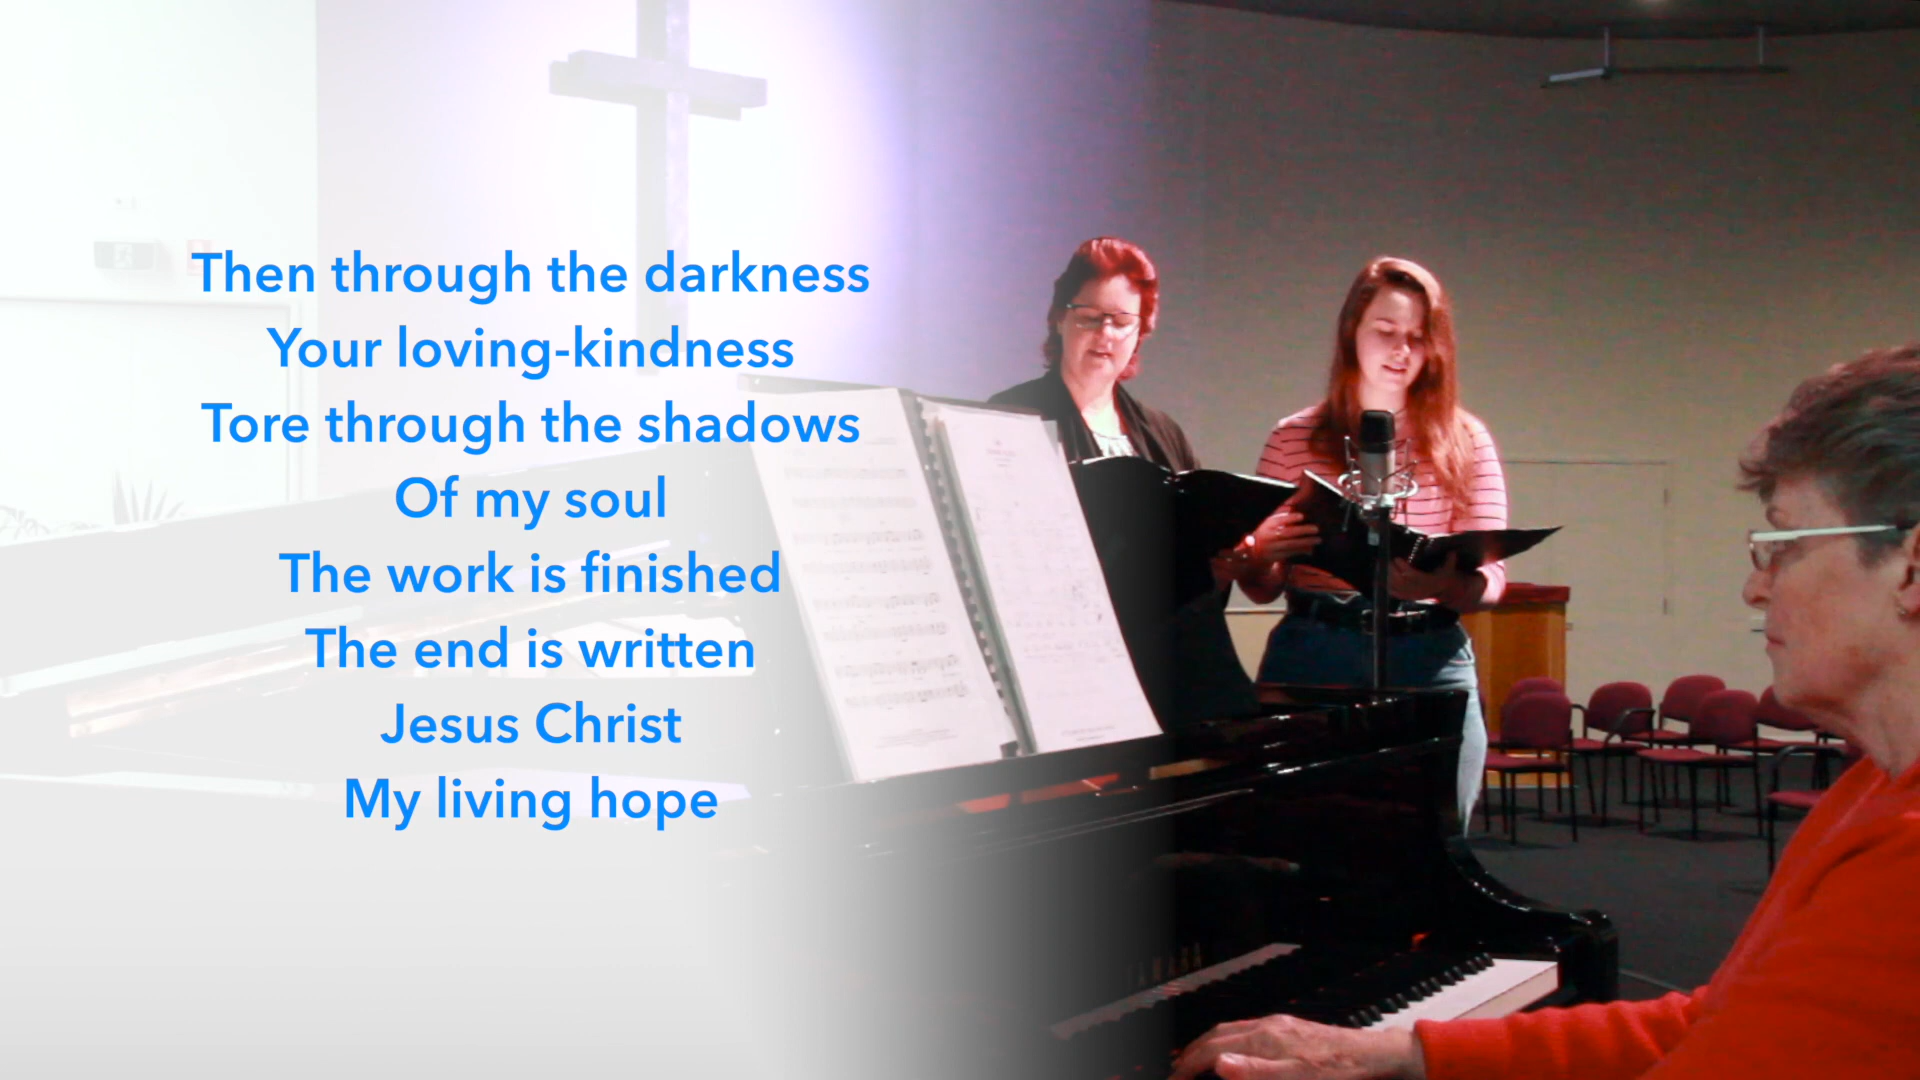 Then through the darkness
Your loving-kindness
Tore through the shadows
Of my soul
The work is finished
The end is written
Jesus Christ
My living hope
YAMAHA